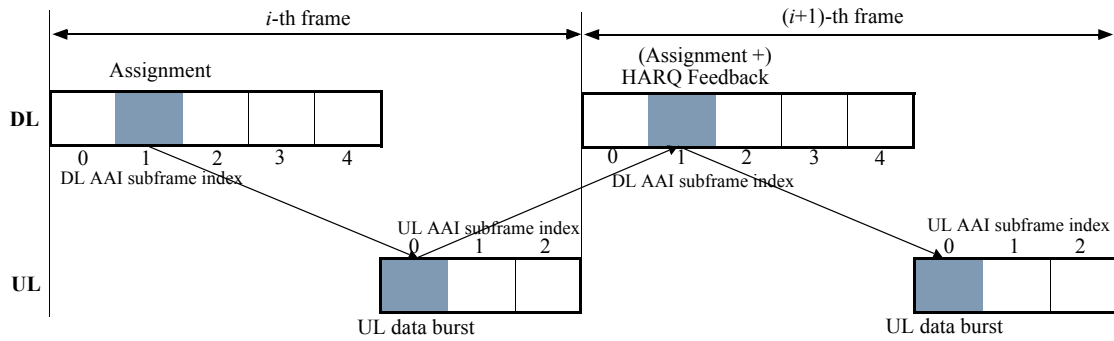 i-th frame
(i+1)-th frame
Assignment
(Assignment +)
HARQ Feedback
DL
0 1 2 3 4
DL AAI subframe index
0 1 2 3 4
DL AAI subframe index
UL AAI subframe index
0 1 2
UL AAI subframe index
0 1 2
UL
UL data burst
UL data burst